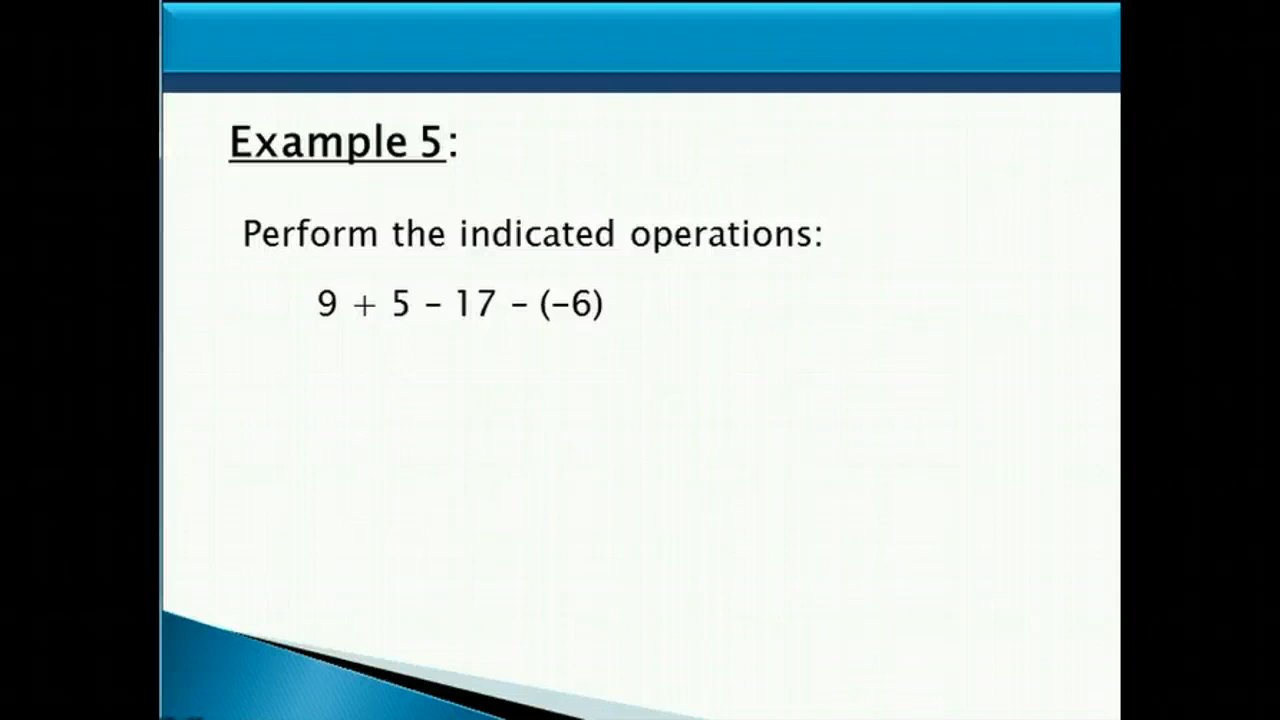 Example 5:
Perform the indicated operations:
9 + 5 – 17 – (–6)